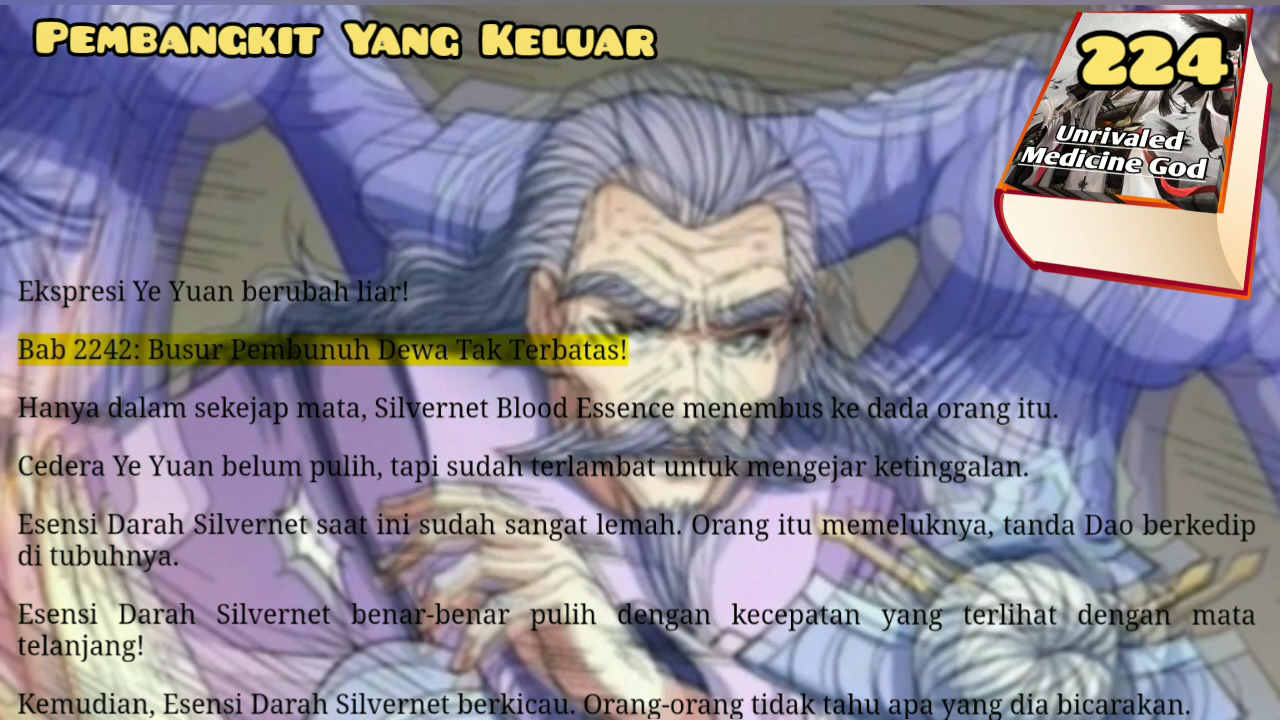 Pembangkit Yang Keluar
224
Unrivaled
Medicine God
Ekspresi Ye Yuan berubah liar!
Bab 2242: Busur Pembunuh Dewa Tak Terbatas!
Hanya dalam sekejap mata, Silvernet Blood Essence menembus ke dada orang itu.
Cedera Ye Yuan belum pulih, tapi sudah terlambat untuk mengejar ketinggalan.
Esensi Darah Silvernet saat ini sudah sangat lemah. Orang itu memeluknya, tanda Dao berkedip
di tubuhnya.
Esensi Darah Silvernet benar-benar pulih dengan kecepatan yang terlihat dengan mata
telanjang!
Kemudian, Esensi Darah Silvernet berkicau. Orang-orang tidak tahu apa yang dia bicarakan.